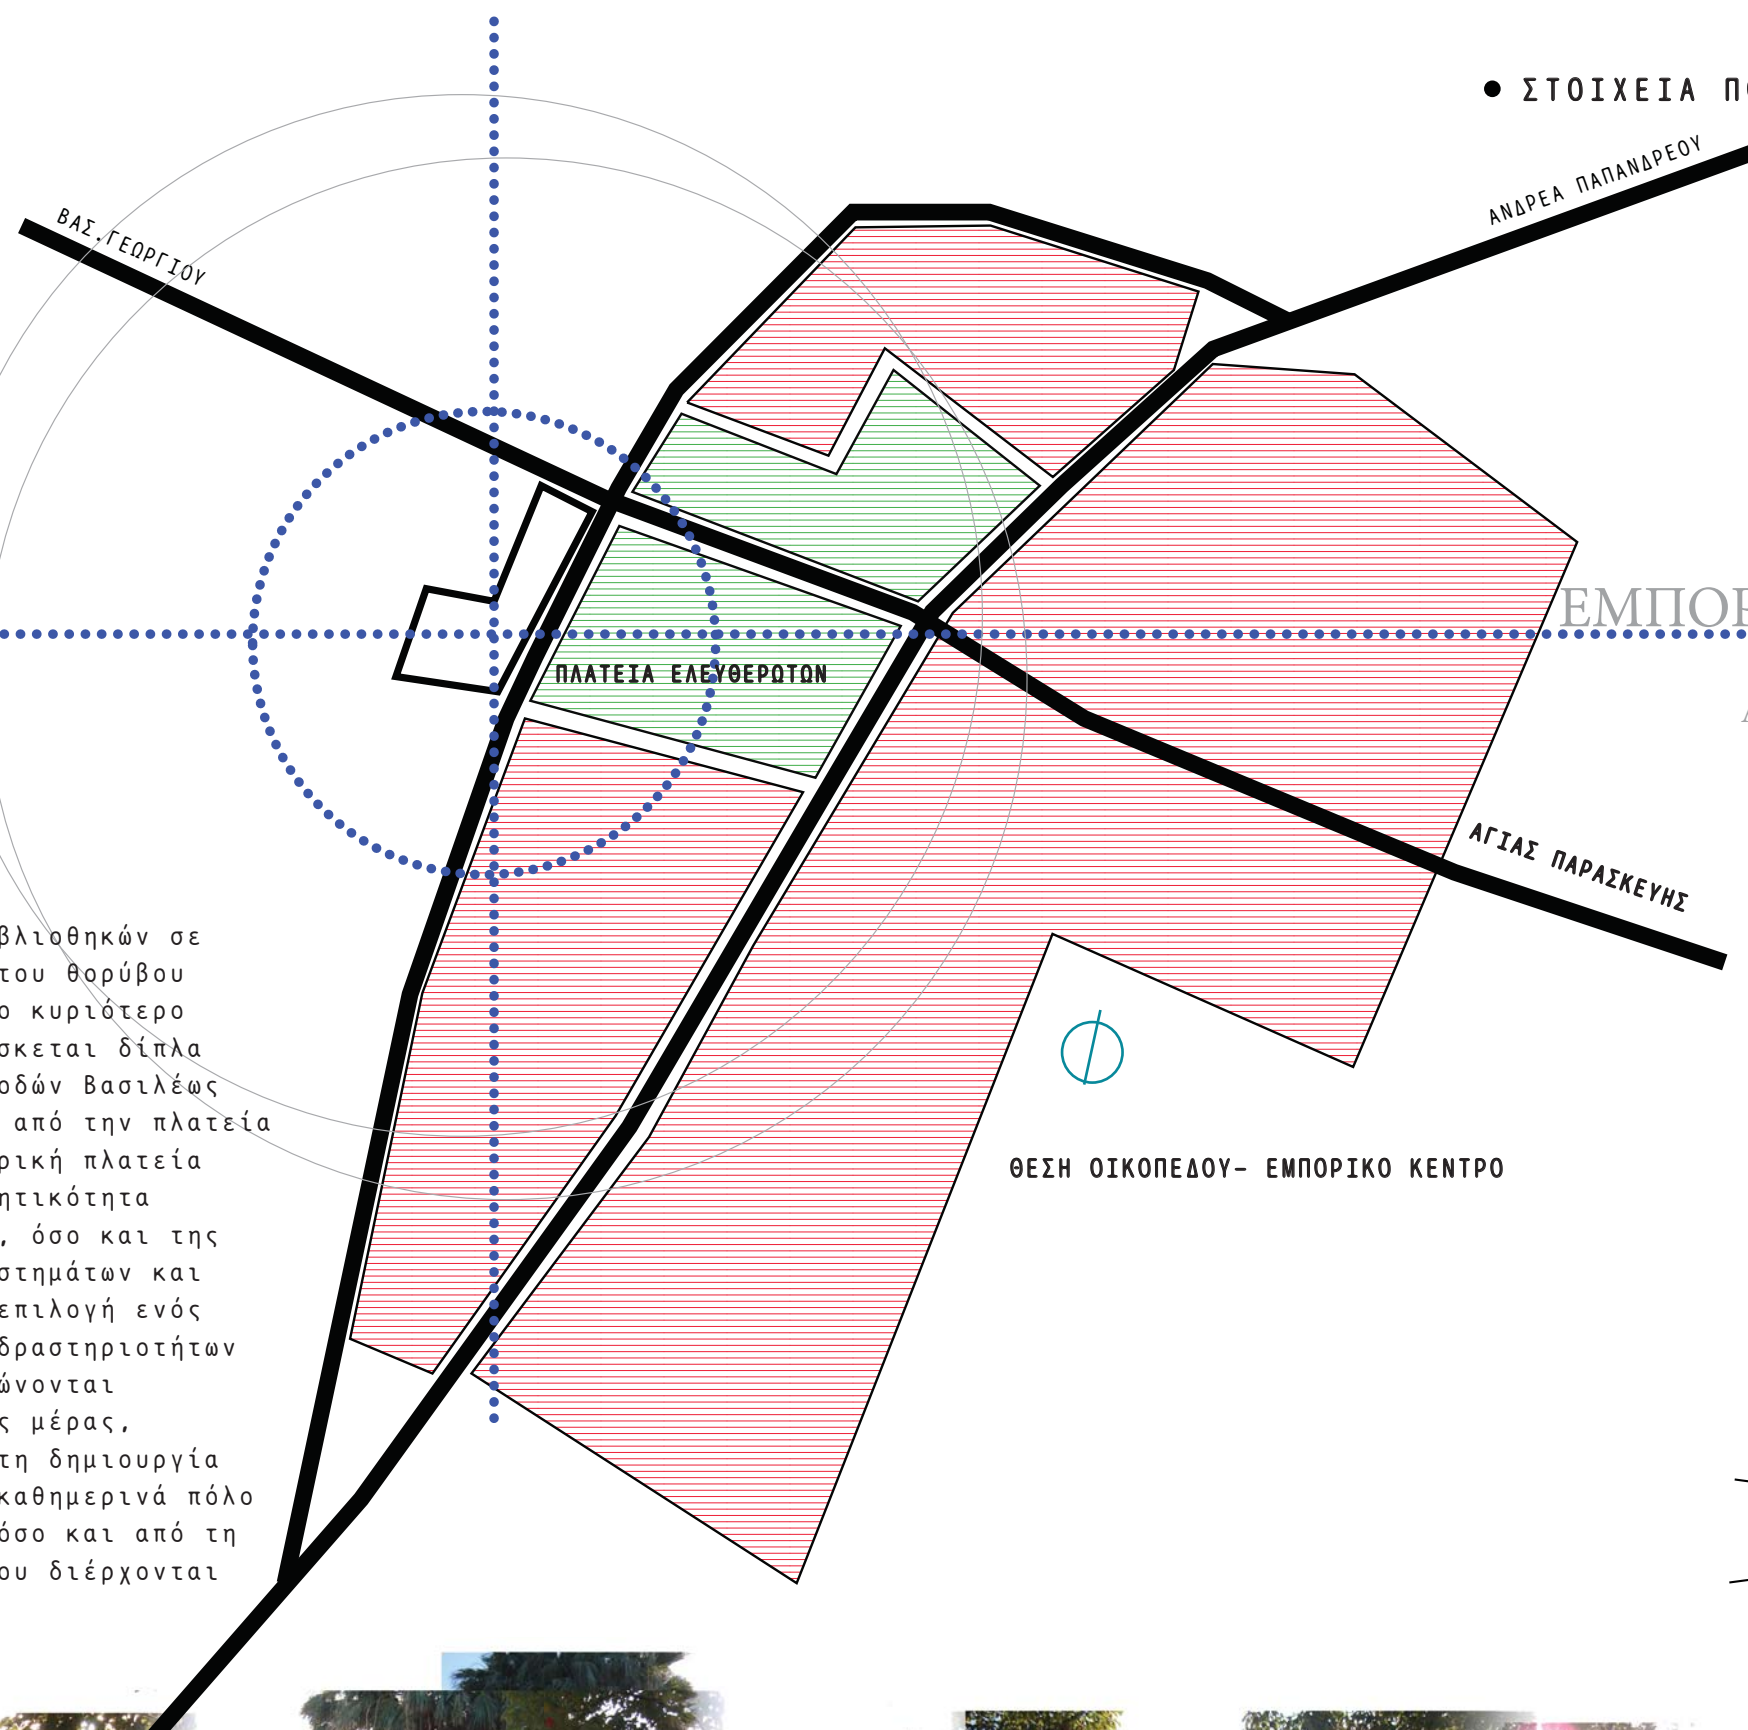 ● ΣΤΟΙΧΕΙΑ
ΑΝΔΡΕΑ ΠΑΠΑΝΔΡΕΟΥ
ΒΑΣ.ΓΕΩΡΓΙΟΥ
ΕΜΠΟΡ
ΠΛΑΤΕΙΑ ΕΛΕΥΘΕΡΩΤΩΝ
ΑΓΙΑΣ ΠΑΡΑΣΚΕΥΗΣ
βλιοθηκών σε
του θορύβου
ο κυριότερο
σκεται δίπλα
οδών Βασιλέως
από την πλατεία
ρική πλατεία
ητικότητα
, όσο και της
στημάτων και
επιλογή ενός
δραστηριοτήτων
ώνονται
ς μέρας,
τη δημιουργία
καθημερινά πόλο
όσο και από τη
ου διέρχονται
ΘΕΣΗ ΟΙΚΟΠΕΔΟΥ- ΕΜΠΟΡΙΚΟ ΚΕΝΤΡΟ